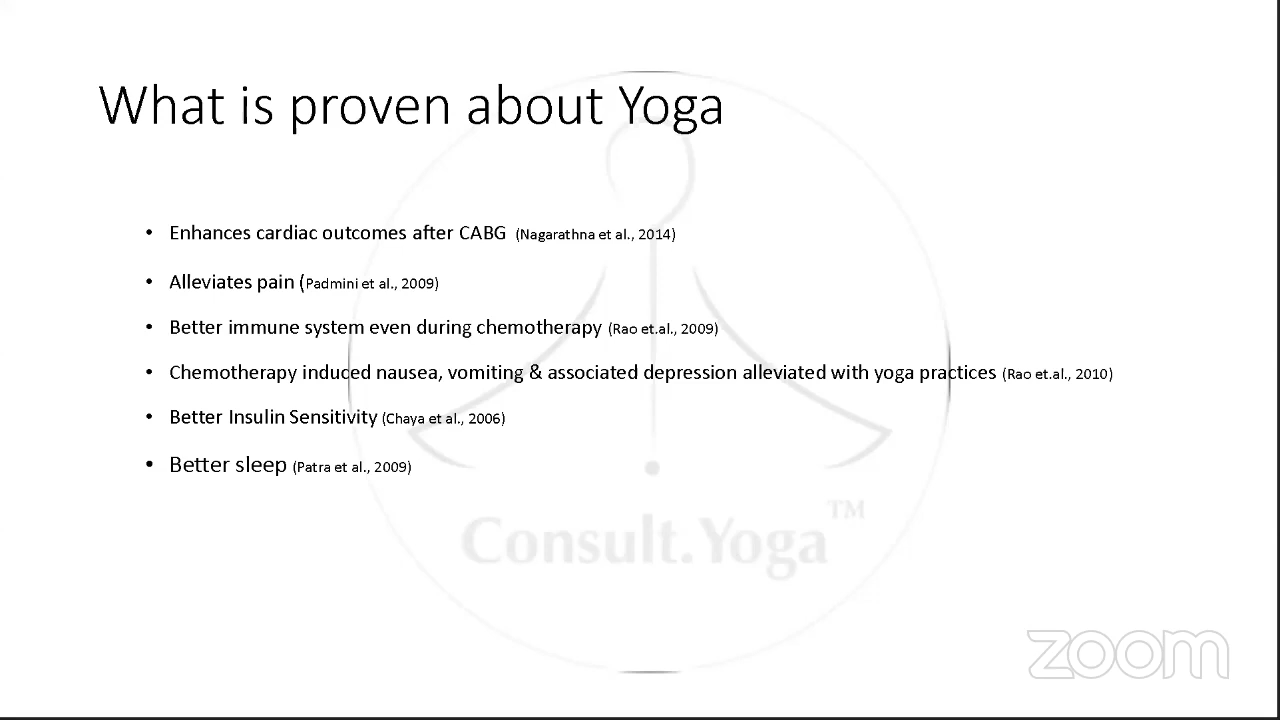 What is proven about Yoga
• Enhances cardiac outcomes after CABG (Nagarathna et al., 2014)
• Alleviates pain (Padmini et al., 2009)
• Better immune system even during chemotherapy (Rao et.al., 2009)
• Chemotherapy induced nausea, vomiting & associated depression alleviated with yoga practices (Rao et.al., 2010)
• Better Insulin Sensitivity (Chaya et al., 2006)
• Better sleep (Patra et al., 2009)
Consult.Yoga™
zoom